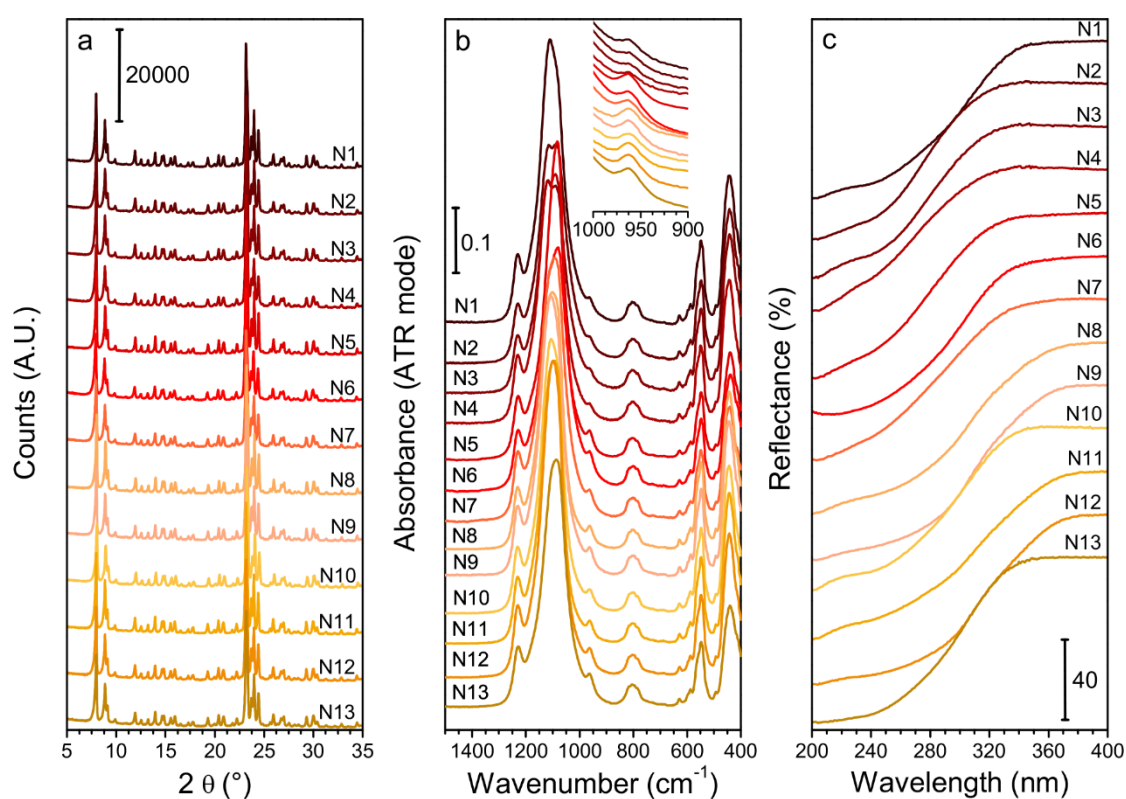 a
20000
N1
N2
N3
N4
N5
N6
N7
N8
N9
N10
N11
N12
N13
5 10 15 20 25 30 35
2 θ (°)
Counts (A.U.)
b
1000 950 900
0.1
N1
N2
N3
N4
N5
N6
N7
N8
N9
N10
N11
N12
N13
1400 1200 1000 800 600 400
Wavenumber (cm⁻¹)
Absorbance (ATR mode)
c
N1
N2
N3
N4
N5
N6
N7
N8
N9
N10
N11
N12
N13
40
200 240 280 320 360 400
Wavelength (nm)
Reflectance (%)